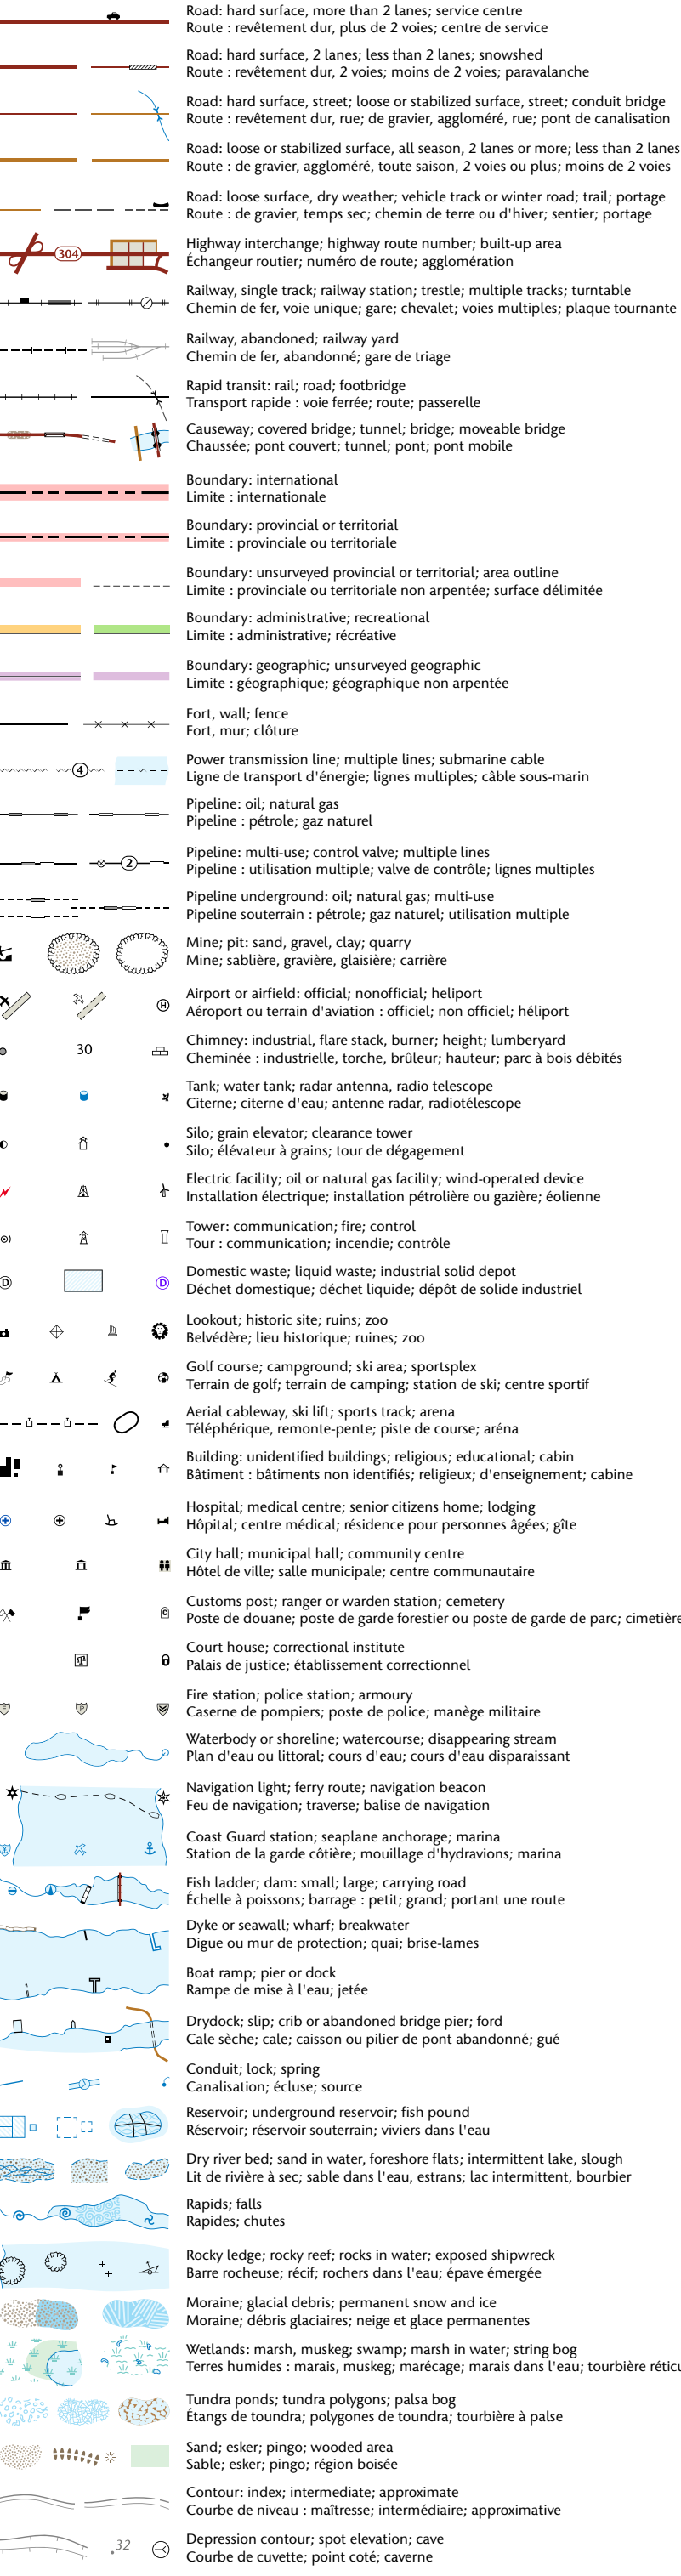 Road: hard surface, more than 2 lanes; service centre
Route : revêtement dur, plus de 2 voies; centre de service
Road: hard surface, 2 lanes; less than 2 lanes; snowshed
Route : revêtement dur, 2 voies; moins de 2 voies; paravalanche
Road: hard surface, street; loose or stabilized surface, street; conduit bridge
Route : revêtement dur, rue; de gravier, aggloméré, rue; pont de canalisation
Road: loose or stabilized surface, all season, 2 lanes or more; less than 2 lanes
Route : de gravier, aggloméré, toute saison, 2 voies ou plus; moins de 2 voies
Road: loose surface, dry weather; vehicle track or winter road; trail; portage
Route : de gravier, temps sec; chemin de terre ou d'hiver; sentier; portage
304
Highway interchange; highway route number; built-up area
Échangeur routier; numéro de route; agglomération
Railway, single track; railway station; trestle; multiple tracks; turntable
Chemin de fer, voie unique; gare; chevalet; voies multiples; plaque tournante
Railway, abandoned; railway yard
Chemin de fer, abandonné; gare de triage
Rapid transit: rail; road; footbridge
Transport rapide : voie ferrée; route; passerelle
Causeway; covered bridge; tunnel; bridge; moveable bridge
Chaussée; pont couvert; tunnel; pont; pont mobile
Boundary: international
Limite : internationale
Boundary: provincial or territorial
Limite : provinciale ou territoriale
Boundary: unsurveyed provincial or territorial; area outline
Limite : provinciale ou territoriale non arpentée; surface délimitée
Boundary: administrative; recreational
Limite : administrative; récréative
Boundary: geographic; unsurveyed geographic
Limite : géographique; géographique non arpentée
Fort, wall; fence
Fort, mur; clôture
4
Power transmission line; multiple lines; submarine cable
Ligne de transport d'énergie; lignes multiples; câble sous-marin
Pipeline: oil; natural gas
Pipeline : pétrole; gaz naturel
2
Pipeline: multi-use; control valve; multiple lines
Pipeline : utilisation multiple; valve de contrôle; lignes multiples
Pipeline underground: oil; natural gas; multi-use
Pipeline souterrain : pétrole; gaz naturel; utilisation multiple
Mine; pit: sand, gravel, clay; quarry
Mine; sablière, gravière, glaisière; carrière
H
Airport or airfield: official; nonofficial; heliport
Aéroport ou terrain d'aviation : officiel; non officiel; héliport
30
Chimney: industrial, flare stack, burner; height; lumberyard
Cheminée : industrielle, torche, brûleur; hauteur; parc à bois débités
Tank; water tank; radar antenna, radio telescope
Citerne; citerne d'eau; antenne radar, radiotélescope
Silo; grain elevator; clearance tower
Silo; élévateur à grains; tour de dégagement
Electric facility; oil or natural gas facility; wind-operated device
Installation électrique; installation pétrolière ou gazière; éolienne
Tower: communication; fire; control
Tour : communication; incendie; contrôle
D D
Domestic waste; liquid waste; industrial solid depot
Déchet domestique; déchet liquide; dépôt de solide industriel
Lookout; historic site; ruins; zoo
Belvédère; lieu historique; ruines; zoo
Golf course; campground; ski area; sportsplex
Terrain de golf; terrain de camping; station de ski; centre sportif
Aerial cableway, ski lift; sports track; arena
Téléphérique, remonte-pente; piste de course; aréna
Building: unidentified buildings; religious; educational; cabin
Bâtiment : bâtiments non identifiés; religieux; d'enseignement; cabine
Hospital; medical centre; senior citizens home; lodging
Hôpital; centre médical; résidence pour personnes âgées; gîte
City hall; municipal hall; community centre
Hôtel de ville; salle municipale; centre communautaire
C
Customs post; ranger or warden station; cemetery
Poste de douane; poste de garde forestier ou poste de garde de parc; cimetière
Court house; correctional institute
Palais de justice; établissement correctionnel
F P
Fire station; police station; armoury
Caserne de pompiers; poste de police; manège militaire
Waterbody or shoreline; watercourse; disappearing stream
Plan d'eau ou littoral; cours d'eau; cours d'eau disparaissant
Navigation light; ferry route; navigation beacon
Feu de navigation; traverse; balise de navigation
Coast Guard station; seaplane anchorage; marina
Station de la garde côtière; mouillage d'hydravions; marina
Fish ladder; dam: small; large; carrying road
Échelle à poissons; barrage : petit; grand; portant une route
Dyke or seawall; wharf; breakwater
Digue ou mur de protection; quai; brise-lames
Boat ramp; pier or dock
Rampe de mise à l'eau; jetée
Drydock; slip; crib or abandoned bridge pier; ford
Cale sèche; cale; caisson ou pilier de pont abandonné; gué
Conduit; lock; spring
Canalisation; écluse; source
Reservoir; underground reservoir; fish pound
Réservoir; réservoir souterrain; viviers dans l'eau
Dry river bed; sand in water, foreshore flats; intermittent lake, slough
Lit de rivière à sec; sable dans l'eau, estrans; lac intermittent, bourbier
Rapids; falls
Rapides; chutes
Rocky ledge; rocky reef; rocks in water; exposed shipwreck
Barre rocheuse; récif; rochers dans l'eau; épave émergée
Moraine; glacial debris; permanent snow and ice
Moraine; débris glaciaires; neige et glace permanentes
Wetlands: marsh, muskeg; swamp; marsh in water; string bog
Terres humides : marais, muskeg; marécage; marais dans l'eau; tourbière réticu
Tundra ponds; tundra polygons; palsa bog
Étangs de toundra; polygones de toundra; tourbière à palse
Sand; esker; pingo; wooded area
Sable; esker; pingo; région boisée
Contour: index; intermediate; approximate
Courbe de niveau : maîtresse; intermédiaire; approximative
.32
Depression contour; spot elevation; cave
Courbe de cuvette; point coté; caverne